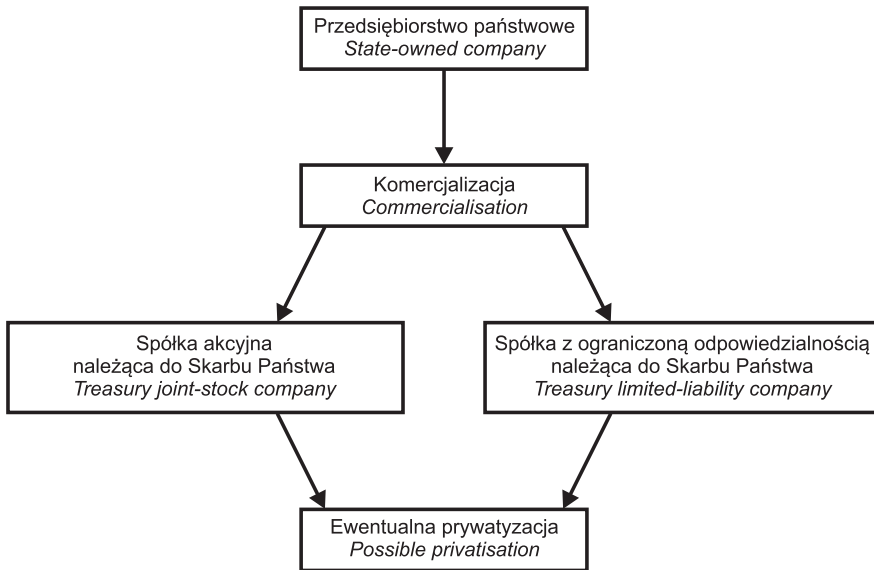 Przedsiębiorstwo państwowe
State-owned company
Komercjalizacja
Commercialisation
Spółka akcyjna
należąca do Skarbu Państwa
Treasury joint-stock company
Spółka z ograniczoną odpowiedzialnością
należąca do Skarbu Państwa
Treasury limited-liability company
Ewentualna prywatyzacja
Possible privatisation